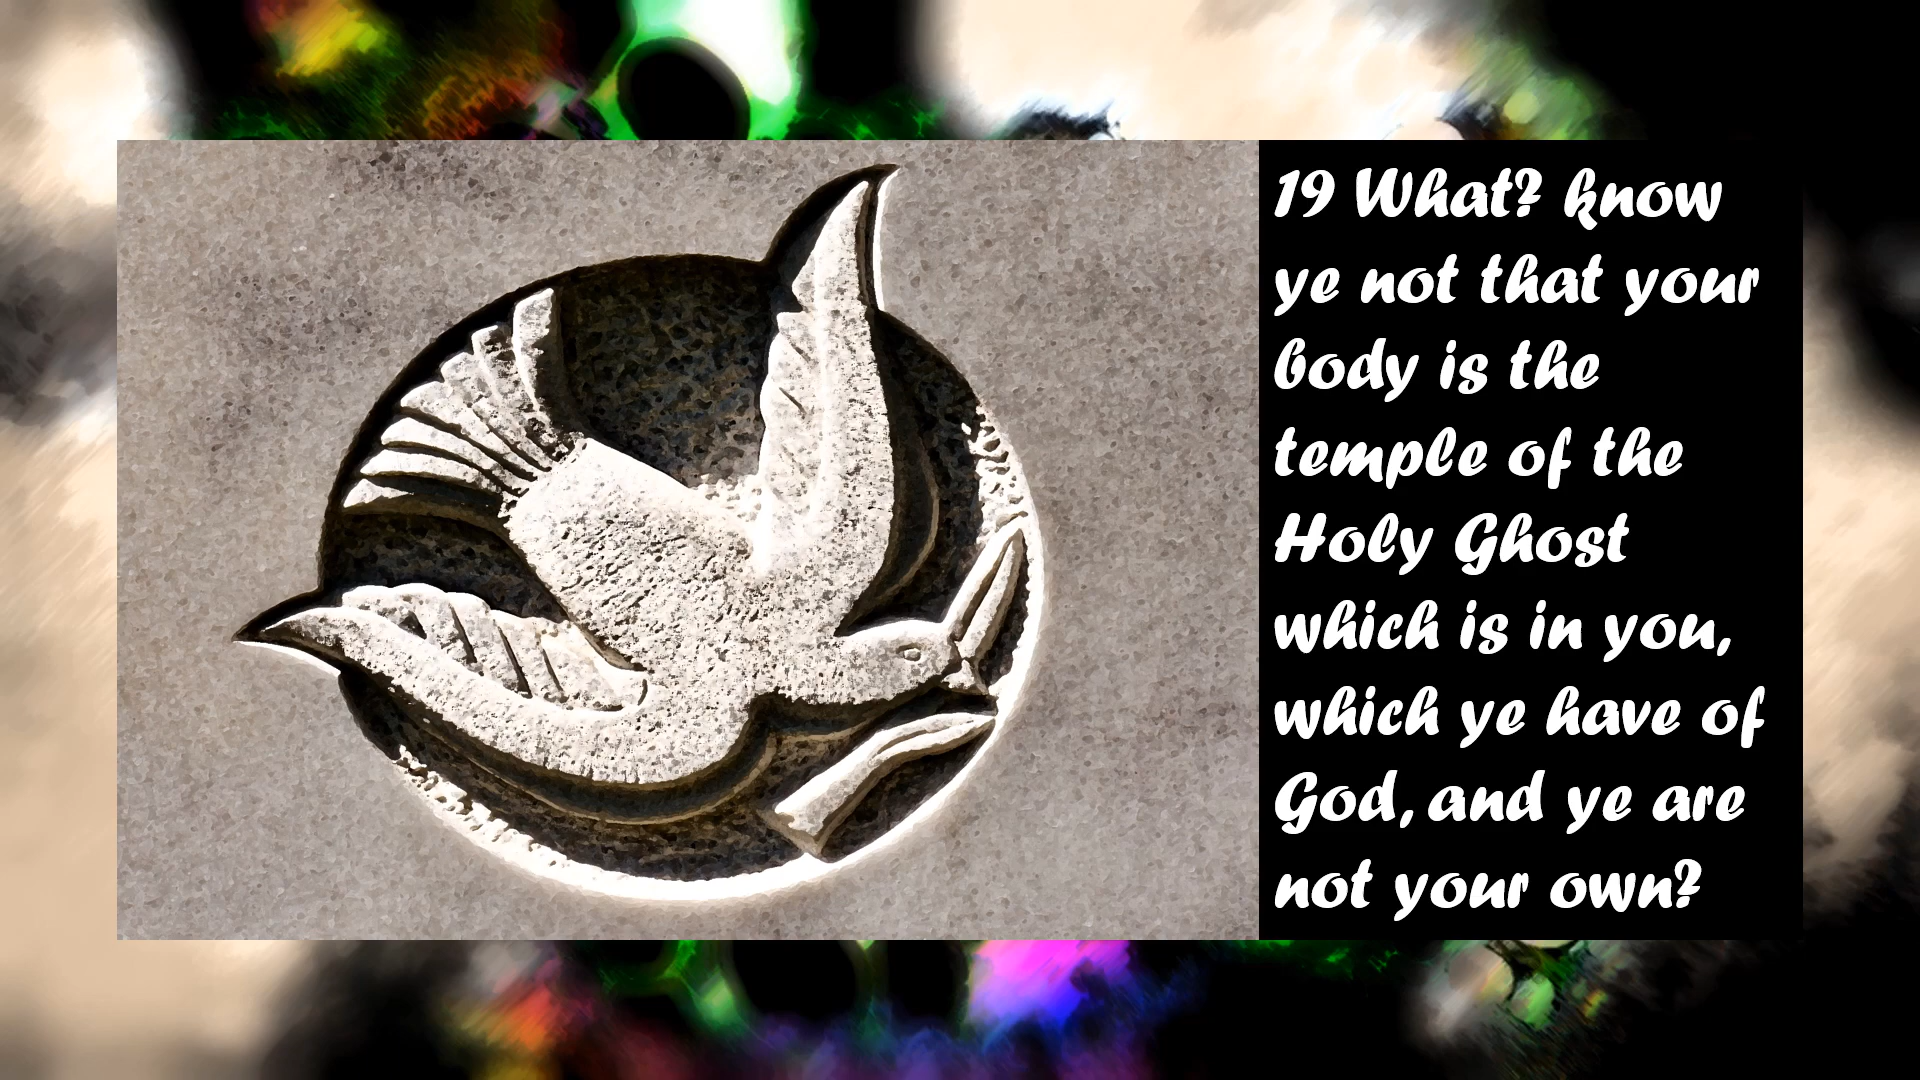 19 What? know
ye not that your
body is the
temple of the
Holy Ghost
which is in you,
which ye have of
God, and ye are
not your own?